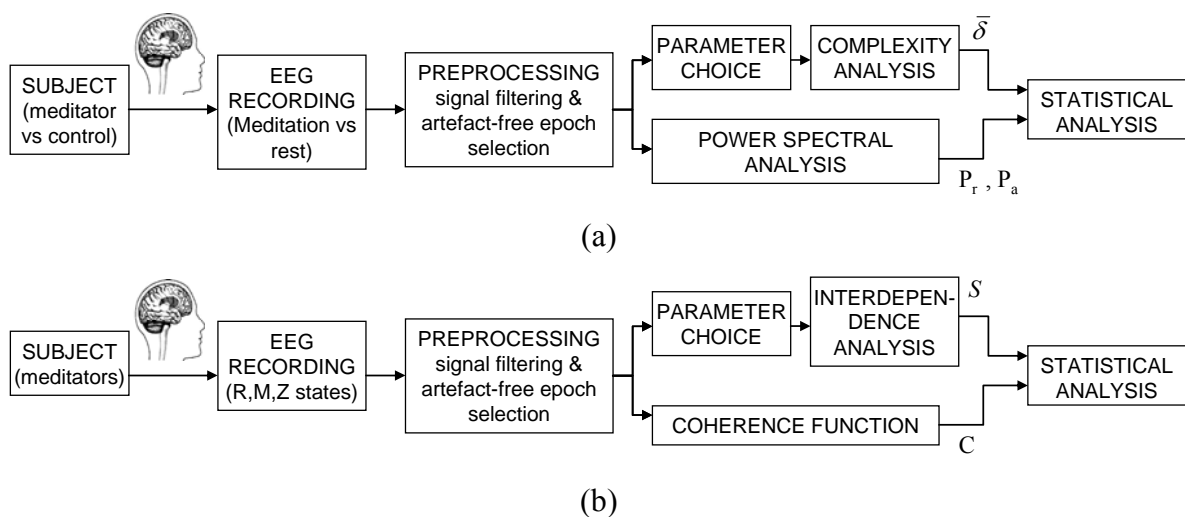 SUBJECT
(meditator
vs control)
EEG
RECORDING
(Meditation vs
rest)
PREPROCESSING
signal filtering &
artefact-free epoch
selection
PARAMETER
CHOICE
COMPLEXITY
ANALYSIS
δ̅
POWER SPECTRAL
ANALYSIS
Pᵣ , Pₐ
STATISTICAL
ANALYSIS
(a)
SUBJECT
(meditators)
EEG
RECORDING
(R,M,Z states)
PREPROCESSING
signal filtering &
artefact-free epoch
selection
PARAMETER
CHOICE
INTERDEPEN-
DENCE
ANALYSIS
S
COHERENCE FUNCTION
C
STATISTICAL
ANALYSIS
(b)